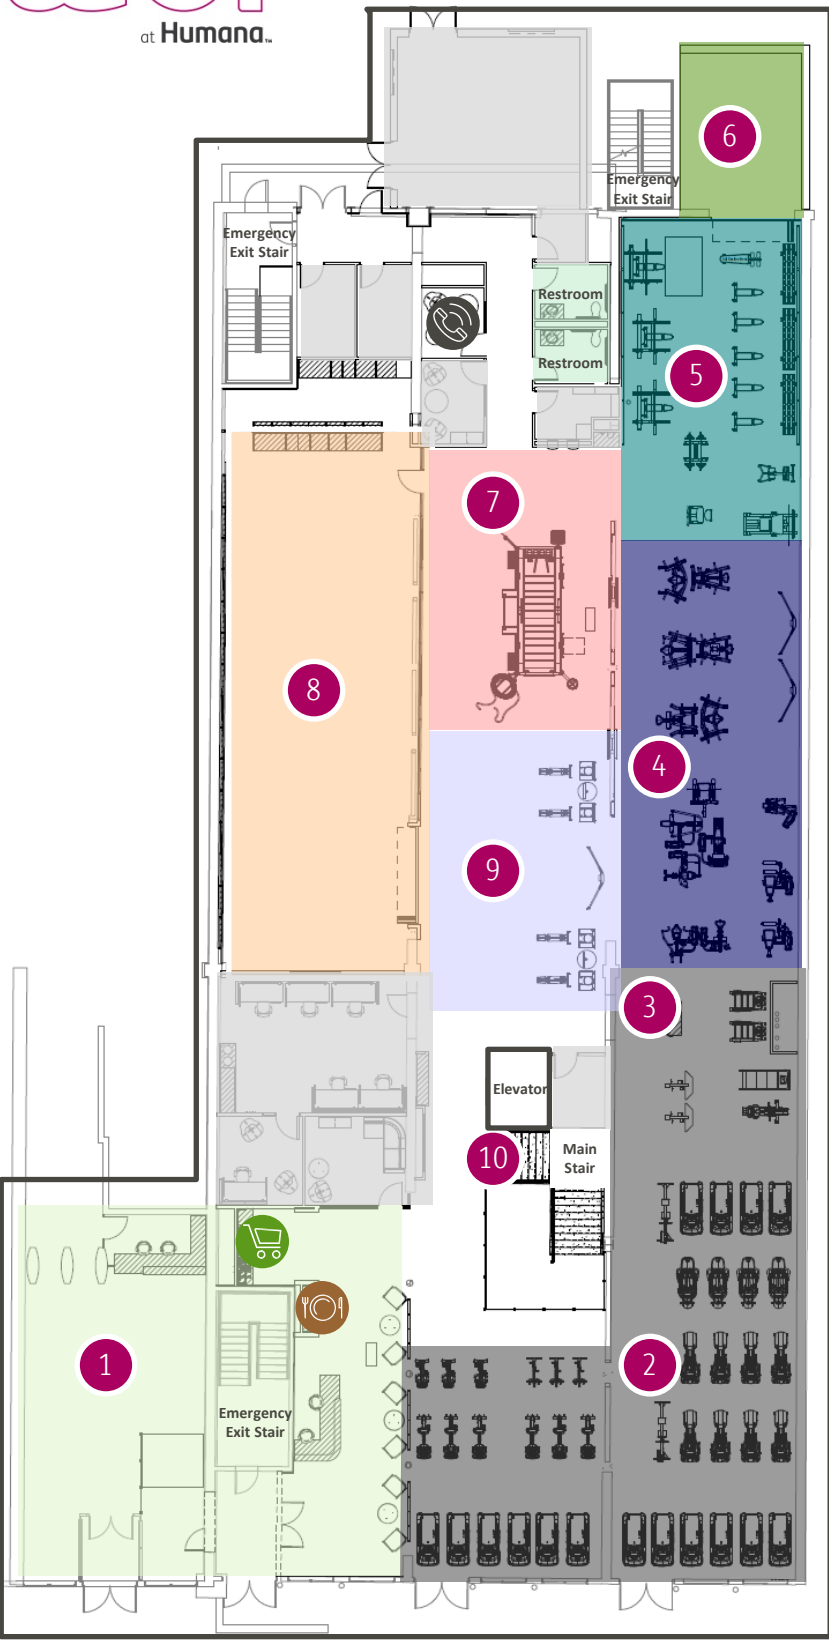 at Humana™
6
Emergency
Exit Stair
Emergency
Exit Stair
Restroom
Restroom
5
7
8
4
9
3
Elevator
10
Main
Stair
1
2
Emergency
Exit Stair